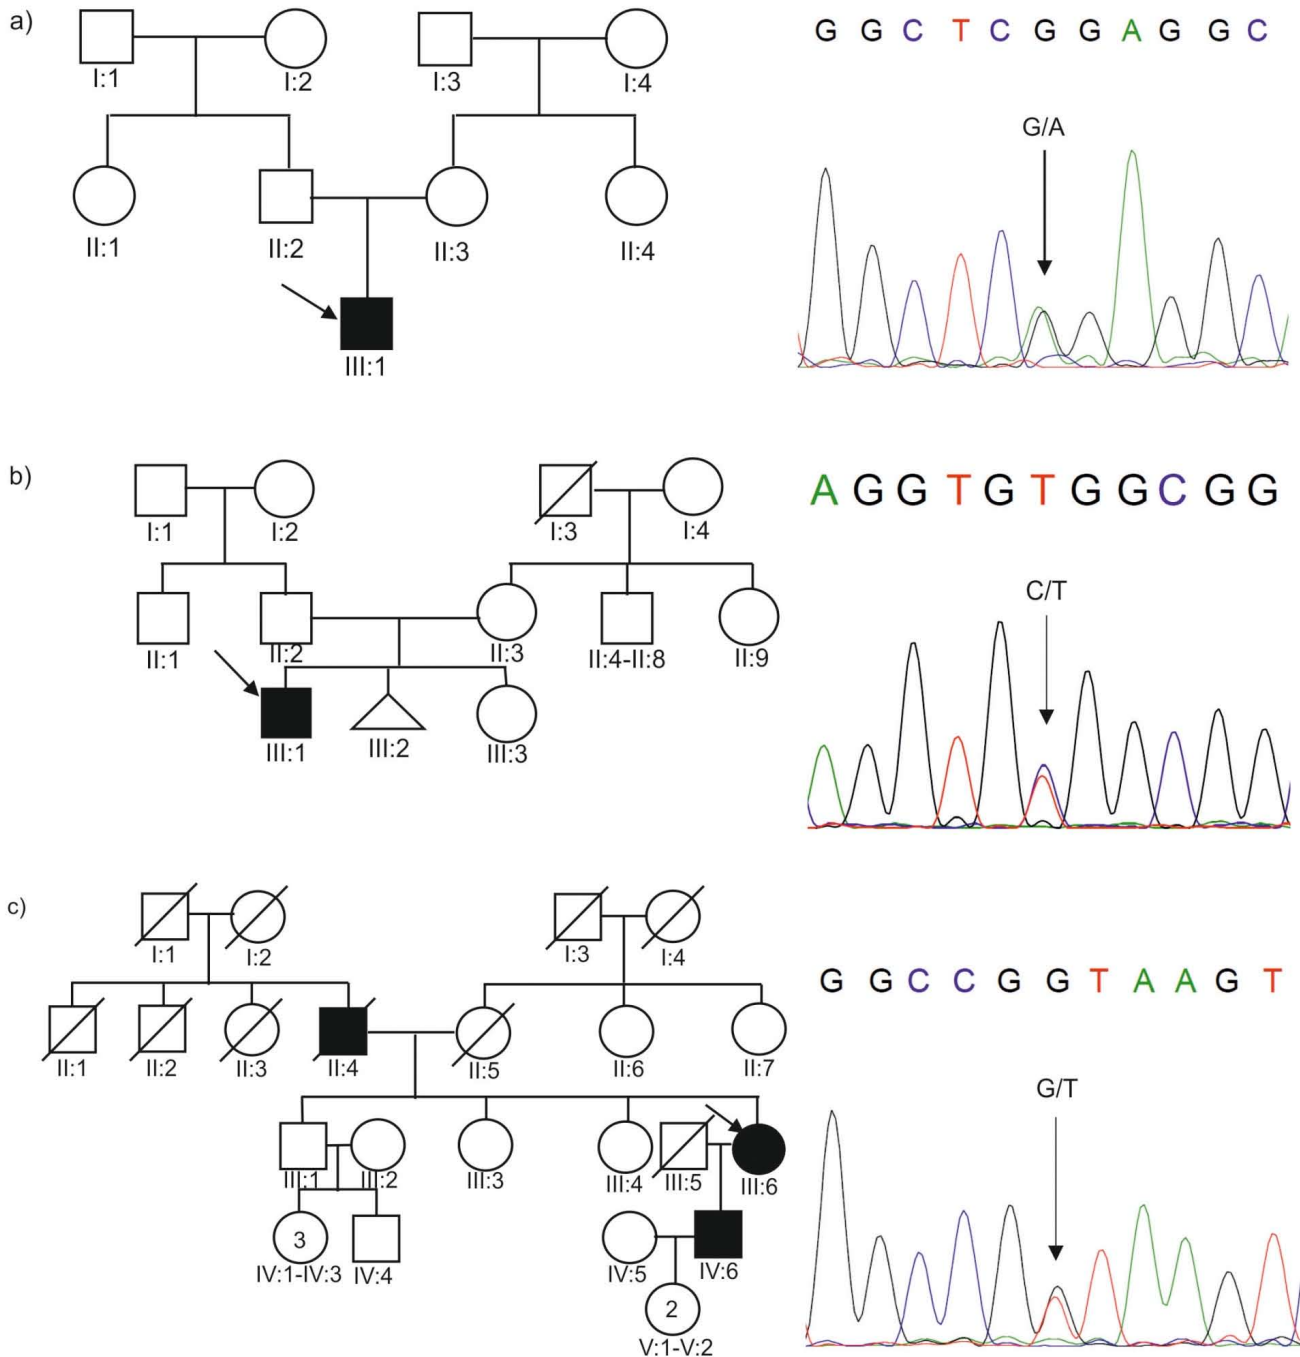 a)
I:1 I:2 I:3 I:4
II:1 II:2 II:3 II:4
III:1
G G C T C G G A G G C
G/A
b)
I:1 I:2 I:3 I:4
II:1 II:2 II:3 II:4-II:8 II:9
III:1 III:2 III:3
A G G T G T G G C G G
C/T
c)
I:1 I:2 I:3 I:4
II:1 II:2 II:3 II:4 II:5 II:6 II:7
III:1 III:2 III:3 III:4 III:5 III:6
3
IV:1-IV:3 IV:4 IV:5 IV:6
2
V:1-V:2
G G C C G G T A A G T
G/T